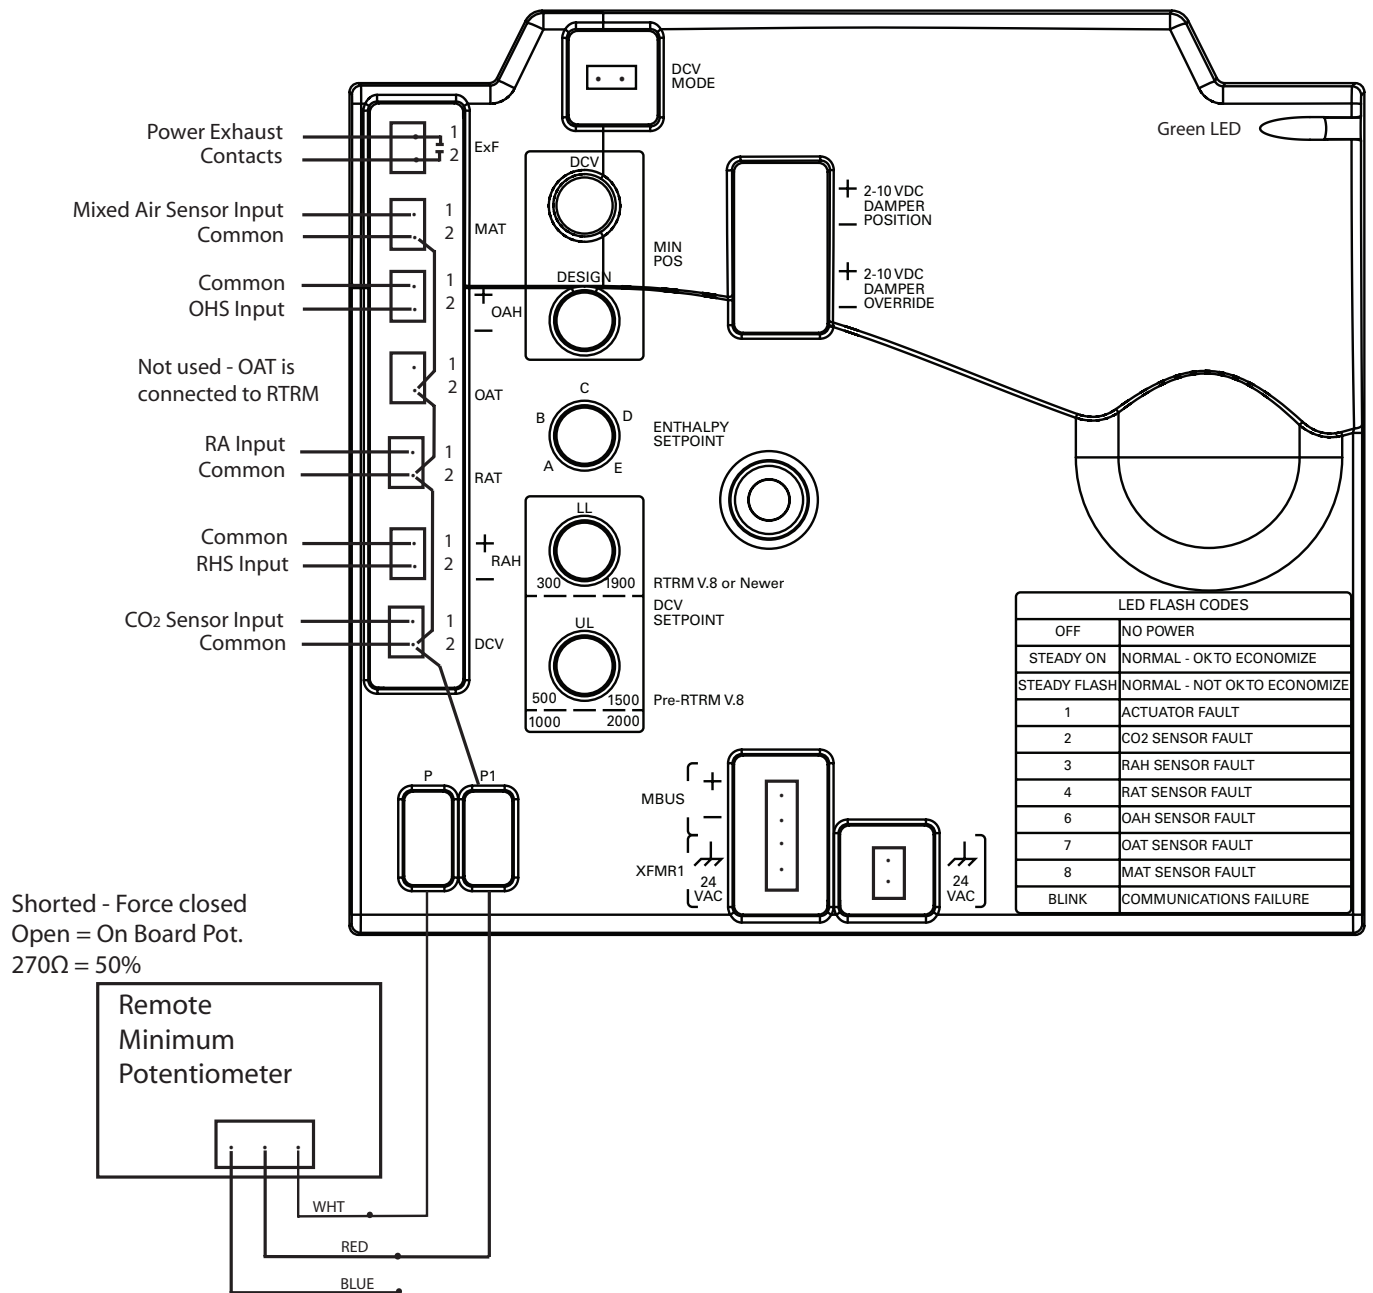 DCV
MODE
Green LED
Power Exhaust
Contacts
1
2
ExF
Mixed Air Sensor Input
Common
1
2
MAT
Common
OHS Input
1
2
+
OAH
−
Not used - OAT is
connected to RTRM
1
2
OAT
RA Input
Common
1
2
RAT
Common
RHS Input
1
2
+
RAH
−
CO2 Sensor Input
Common
1
2
DCV
DCV
DESIGN
MIN
POS
+ 2-10 VDC
DAMPER
− POSITION
+ 2-10 VDC
DAMPER
− OVERRIDE
A
B
C
D
E
ENTHALPY
SETPOINT
LL
300
1900
RTRM V.8 or Newer
DCV
SETPOINT
UL
500
1500
Pre-RTRM V.8
1000
2000
P
P1
MBUS
+
−
XFMR1
24
VAC
24
VAC
LED FLASH CODES
OFF NO POWER
STEADY ON NORMAL - OK TO ECONOMIZE
STEADY FLASH NORMAL - NOT OK TO ECONOMIZE
1 ACTUATOR FAULT
2 CO2 SENSOR FAULT
3 RAH SENSOR FAULT
4 RAT SENSOR FAULT
6 OAH SENSOR FAULT
7 OAT SENSOR FAULT
8 MAT SENSOR FAULT
BLINK COMMUNICATIONS FAILURE
Shorted - Force closed
Open = On Board Pot.
270Ω = 50%
Remote
Minimum
Potentiometer
WHT
RED
BLUE